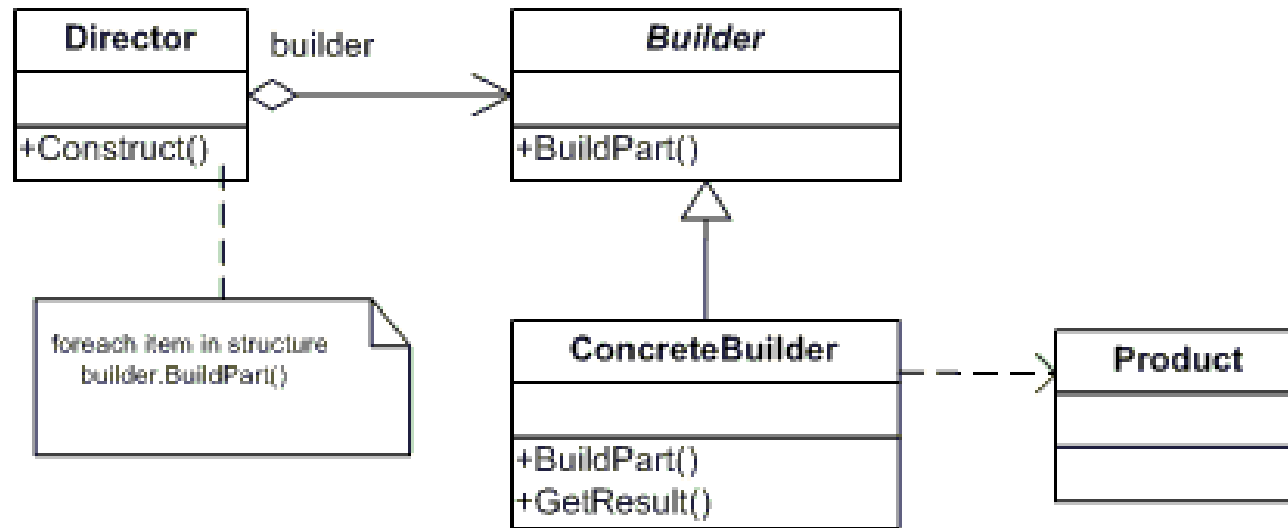 Director
builder
Builder
+Construct()
+BuildPart()
foreach item in structure
builder.BuildPart()
ConcreteBuilder
Product
+BuildPart()
+GetResult()